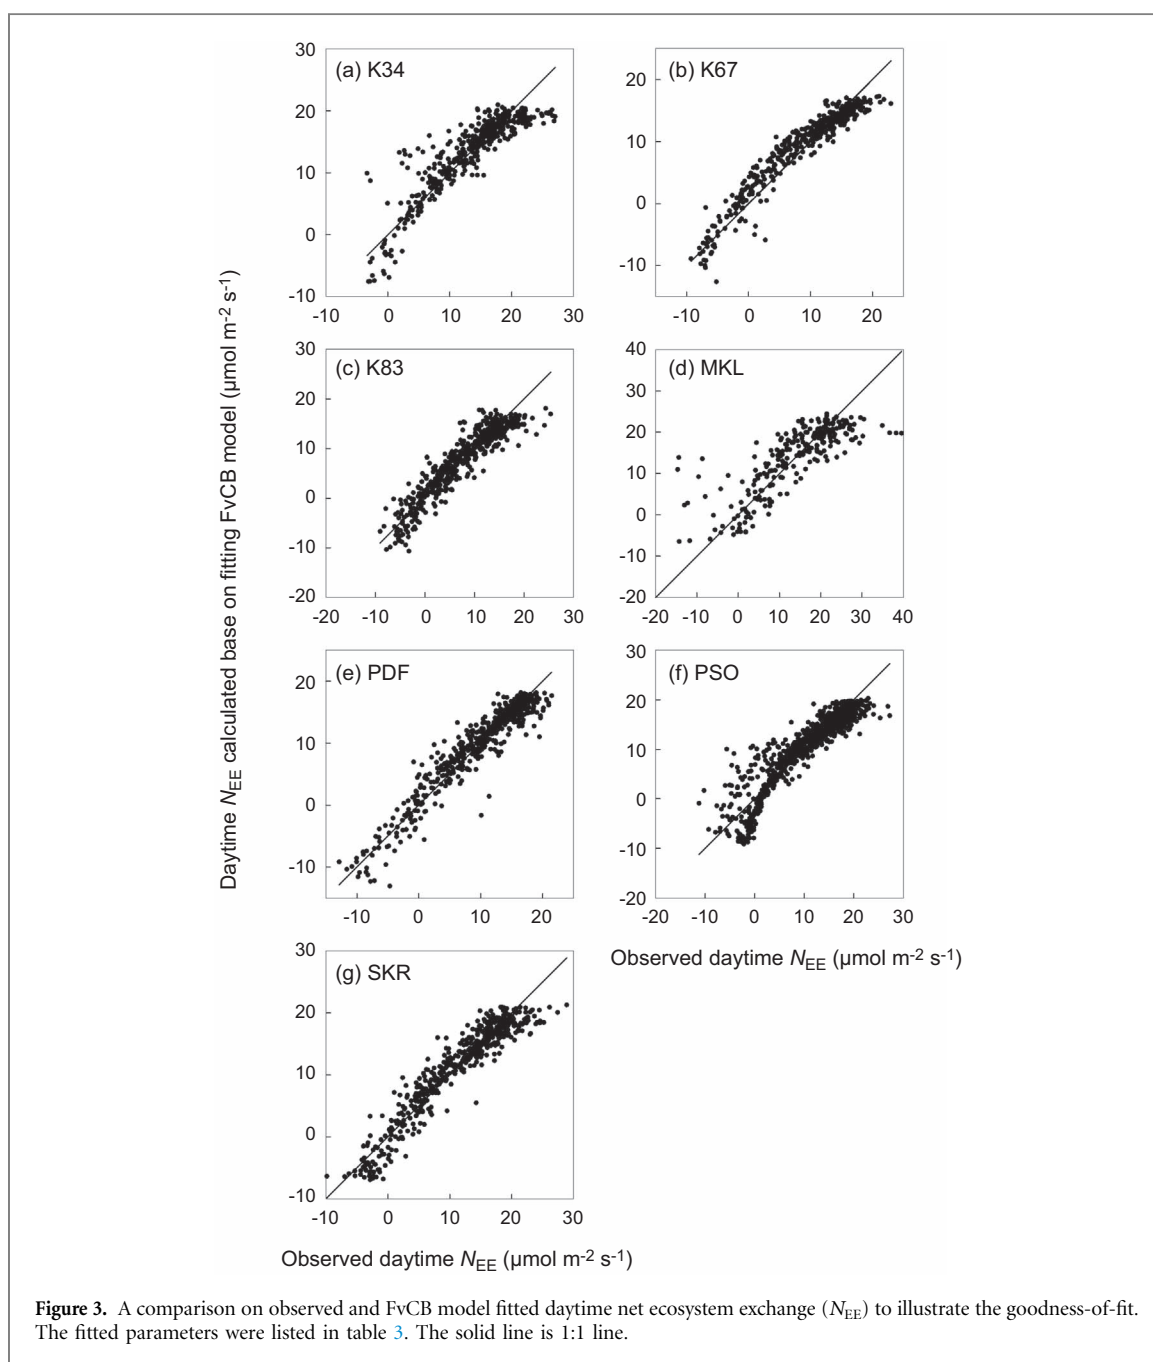 Daytime NEE calculated base on fitting FvCB model (μmol m-2 s-1)
(a) K34
30
20
10
0
-10
-10 0 10 20 30
(b) K67
20
10
0
-10
-10 0 10 20
(c) K83
30
20
10
0
-10
-20
-20 -10 0 10 20 30
(d) MKL
40
30
20
10
0
-10
-20
-20 -10 0 10 20 30 40
(e) PDF
20
10
0
-10
-10 0 10 20
(f) PSO
30
20
10
0
-10
-20
-20 -10 0 10 20 30
Observed daytime NEE (μmol m-2 s-1)
(g) SKR
30
20
10
0
-10
-10 0 10 20 30
Observed daytime NEE (μmol m-2 s-1)
Figure 3. A comparison on observed and FvCB model fitted daytime net ecosystem exchange (NEE) to illustrate the goodness-of-fit.
The fitted parameters were listed in table 3. The solid line is 1:1 line.